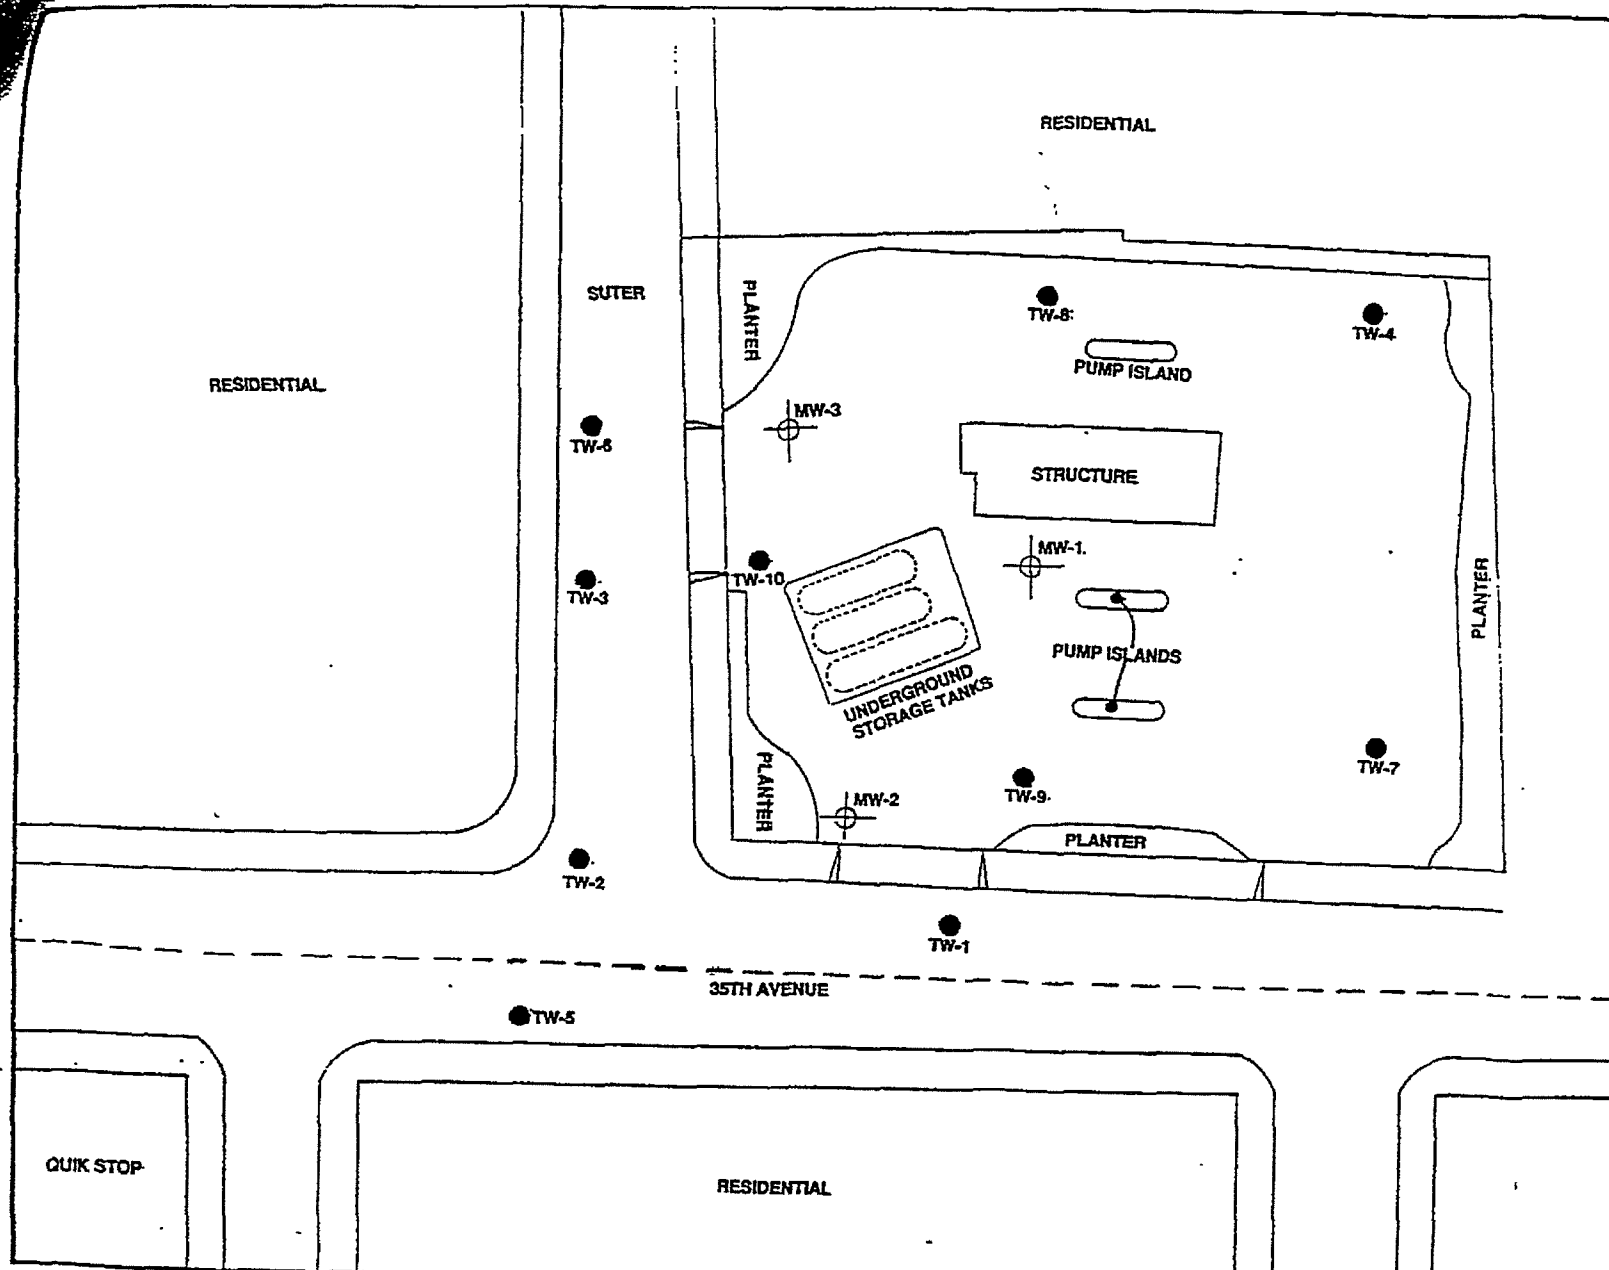 RESIDENTIAL
SUTER
PLANTER
TW-8
TW-4
PUMP ISLAND
RESIDENTIAL
MW-3
TW-6
STRUCTURE
MW-1
TW-10
TW-3
PLANTER
PUMP ISLANDS
UNDERGROUND
STORAGE TANKS
TW-7
TW-9
PLANTER
MW-2
PLANTER
TW-2
TW-1
35TH AVENUE
TW-5
QUIK STOP
RESIDENTIAL